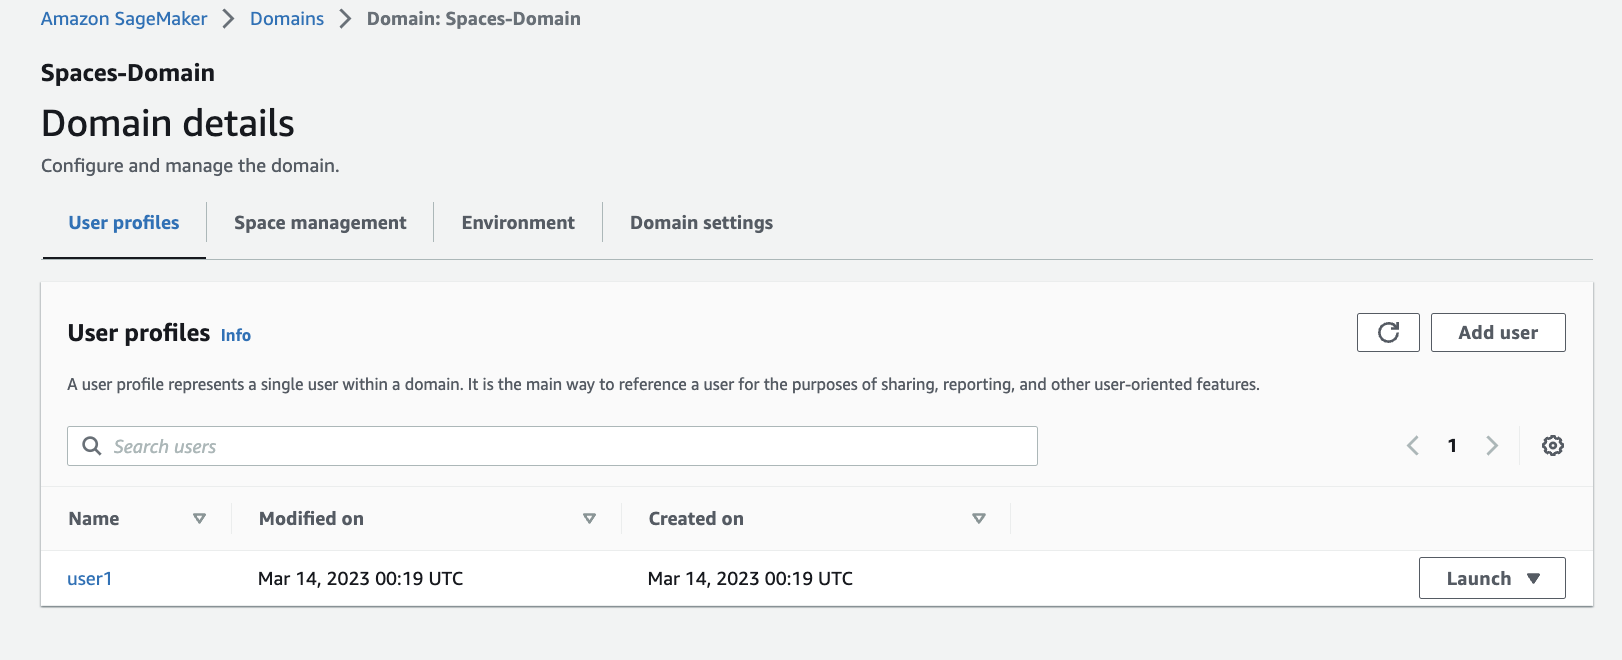 Amazon SageMaker > Domains > Domain: Spaces-Domain
Spaces-Domain
Domain details
Configure and manage the domain.
User profiles Space management Environment Domain settings
User profiles Info
Add user
A user profile represents a single user within a domain. It is the main way to reference a user for the purposes of sharing, reporting, and other user-oriented features.
Search users
1
Name Modified on Created on
user1 Mar 14, 2023 00:19 UTC Mar 14, 2023 00:19 UTC Launch